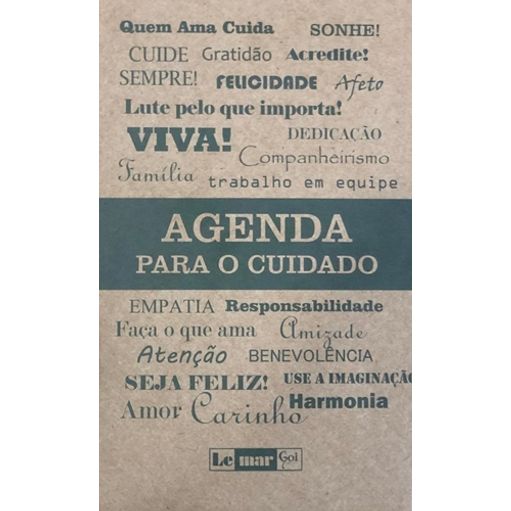 Quem Ama Cuida SONHE!
CUIDE Gratidão Acredite!
SEMPRE! FELICIDADE Afeto
Lute pelo que importa!
VIVA! DEDICAÇÃO
Companheirismo
Família trabalho em equipe
AGENDA
PARA O CUIDADO
EMPATIA Responsabilidade
Faça o que ama Amizade
Atenção BENEVOLÊNCIA
SEJA FELIZ! USE A IMAGINAÇÃO
Amor Carinho Harmonia
Le mar Goi